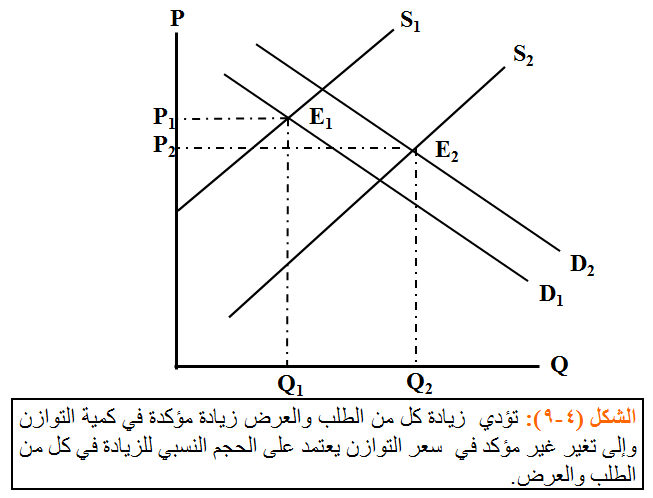 P
S₁
S₂
P₁
E₁
P₂
E₂
D₂
D₁
Q
Q₁
Q₂
الشكل (٤-٩): تؤدي زيادة كل من الطلب والعرض زيادة مؤكدة في كمية التوازن
وإلى تغير غير مؤكد في سعر التوازن يعتمد على الحجم النسبي للزيادة في كل من
الطلب والعرض.